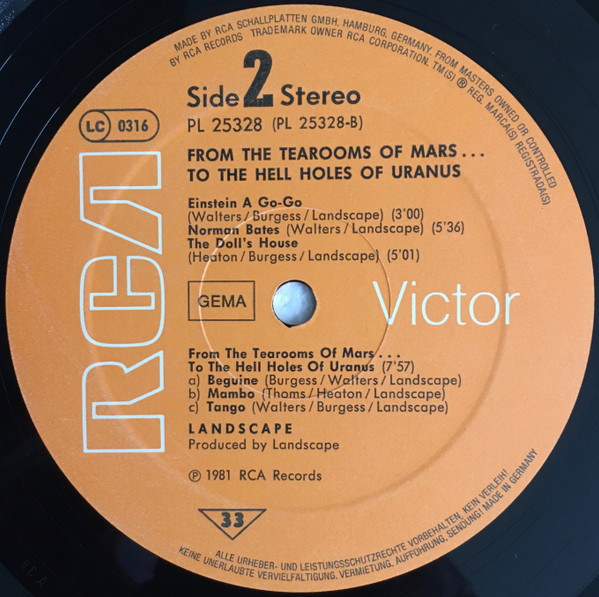 MADE BY RCA SCHALLPLATTEN GMBH, HAMBURG, GERMANY, FROM MASTERS OWNED OR CONTROLLED
BY RCA RECORDS TRADEMARK OWNER RCA CORPORATION. TM(S) ® REG. MARCA(S) REGISTRADA(S)
Side 2 Stereo
LC 0316
PL 25328 (PL 25328-B)
FROM THE TEAROOMS OF MARS...
TO THE HELL HOLES OF URANUS
RCA
Einstein A Go-Go
(Walters/Burgess/Landscape) (3'00)
Norman Bates (Walters/Landscape) (5'36)
The Doll's House
(Heaton/Burgess/Landscape) (5'01)
GEMA
Victor
From The Tearooms Of Mars...
To The Hell Holes Of Uranus (7'57)
a) Beguine (Burgess/Walters/Landscape)
b) Mambo (Thoms/Heaton/Landscape)
c) Tango (Walters/Burgess/Landscape)
LANDSCAPE
Produced by Landscape
℗ 1981 RCA Records
33
ALLE URHEBER- UND LEISTUNGSSCHUTZRECHTE VORBEHALTEN, KEIN VERLEIH!
KEINE UNERLAUBTE VERVIELFÄLTIGUNG, VERMIETUNG, AUFFÜHRUNG, SENDUNG! MADE IN GERMANY